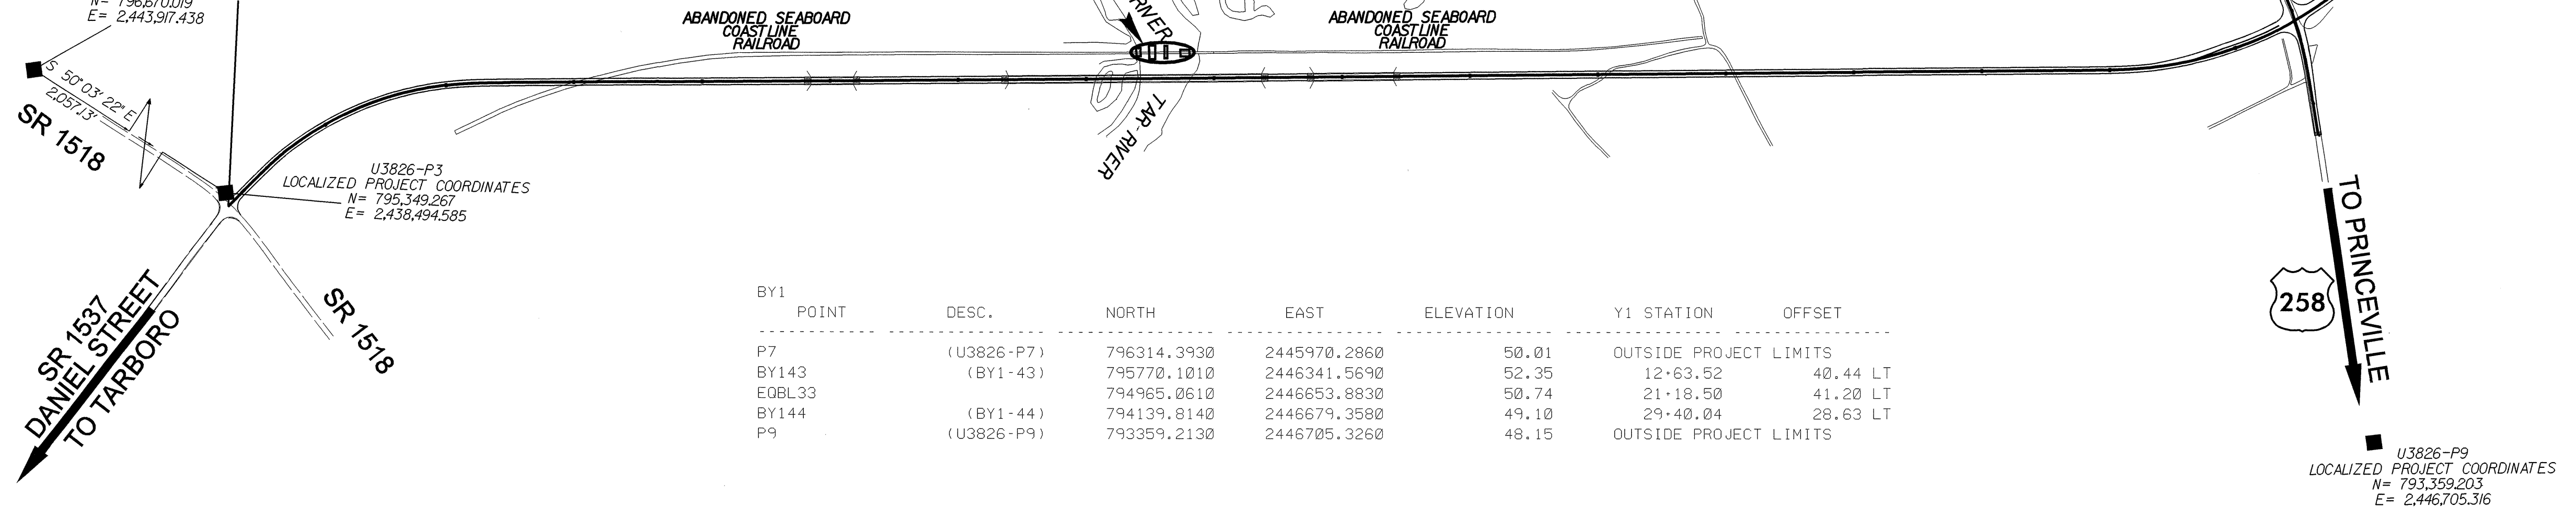 N= 796,670.019
E= 2,443,917.438
ABANDONED SEABOARD
COASTLINE
RAILROAD
RIVER
ABANDONED SEABOARD
COASTLINE
RAILROAD
S 50°03'22" E
2,057.13'
SR 1518
TAR-RIVER
U3826-P3
LOCALIZED PROJECT COORDINATES
N= 795,349.267
E= 2,438,494.585
TO PRINCEVILLE
258
SR 1537
DANIEL STREET
TO TARBORO
SR 1518
BY1
POINT DESC. NORTH EAST ELEVATION Y1 STATION OFFSET
P7 (U3826-P7) 796314.3930 2445970.2860 50.01 OUTSIDE PROJECT LIMITS
BY143 (BY1-43) 795770.1010 2446341.5690 52.35 12+63.52 40.44 LT
EQBL33 794965.0610 2446653.8830 50.74 21+18.50 41.20 LT
BY144 (BY1-44) 794139.8140 2446679.3580 49.10 29+40.04 28.63 LT
P9 (U3826-P9) 793359.2130 2446705.3260 48.15 OUTSIDE PROJECT LIMITS
U3826-P9
LOCALIZED PROJECT COORDINATES
N= 793,359.203
E= 2,446,705.316